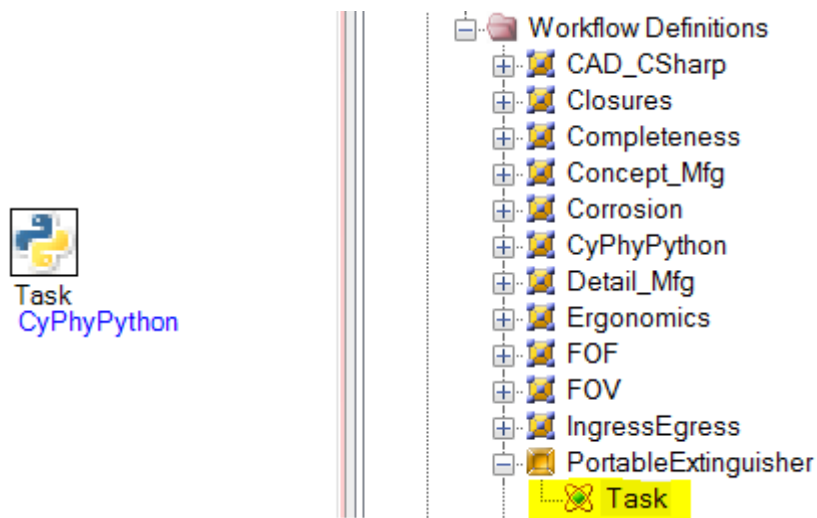 Task
CyPhyPython
Workflow Definitions
CAD_CSharp
Closures
Completeness
Concept_Mfg
Corrosion
CyPhyPython
Detail_Mfg
Ergonomics
FOF
FOV
IngressEgress
PortableExtinguisher
Task